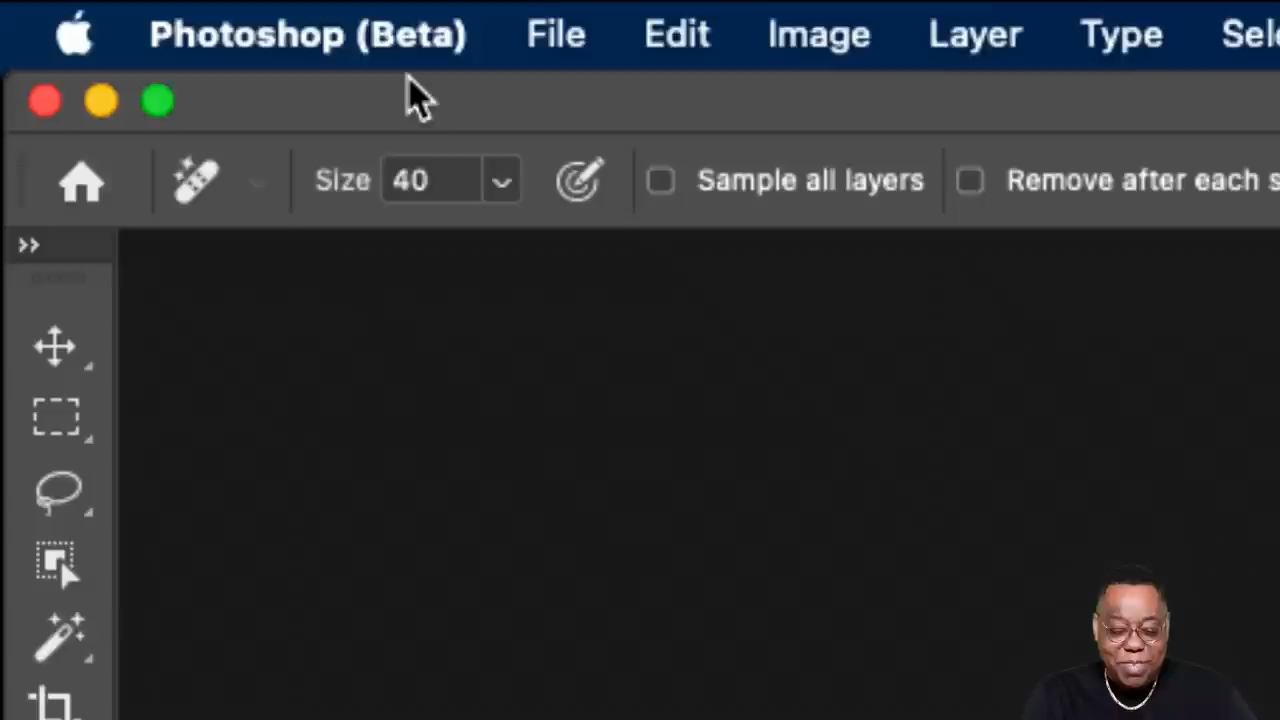 Photoshop (Beta) File Edit Image Layer Type Sele
Size 40 Sample all layers Remove after each s